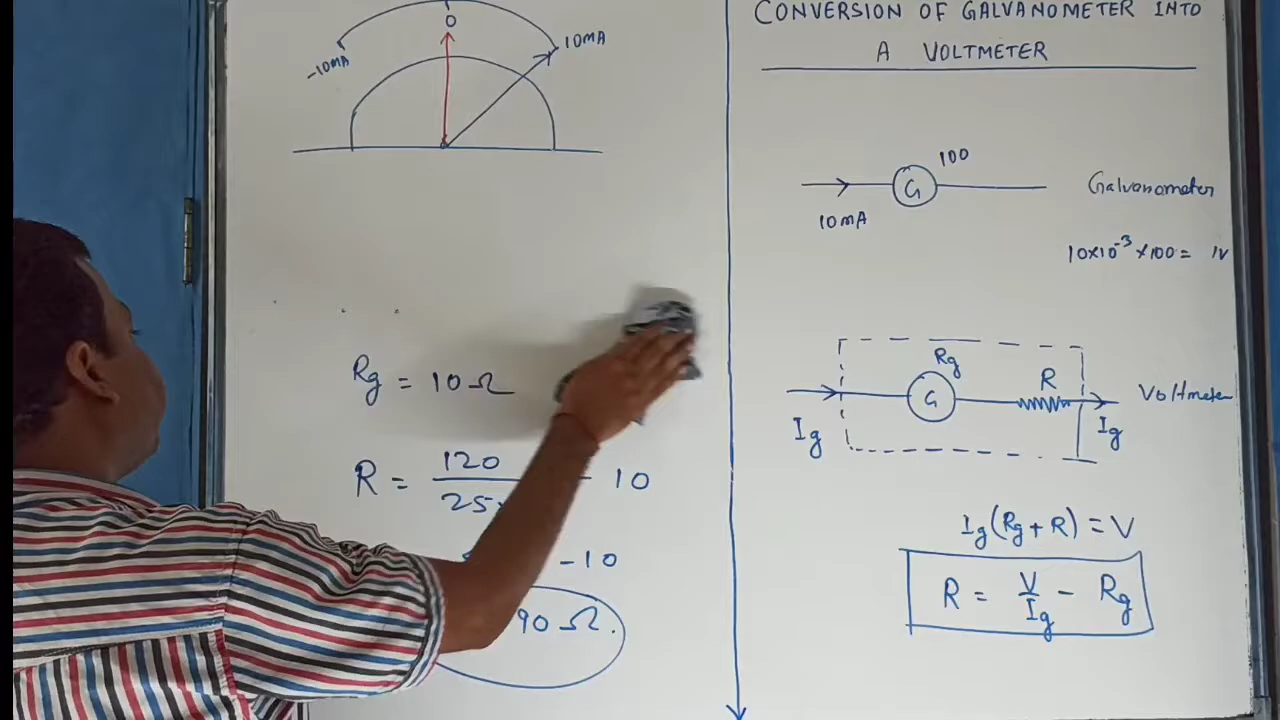 0
-10mA
10mA
Rg = 10Ω
R = 120
25
10
-10
90 Ω.
CONVERSION OF GALVANOMETER INTO
A VOLTMETER
100
G
10mA
Galvanometer
10×10⁻³ ×100 = 1V
Rg
R
G
Voltmeter
Ig
Ig
Ig(Rg + R) = V
R = V/Ig - Rg